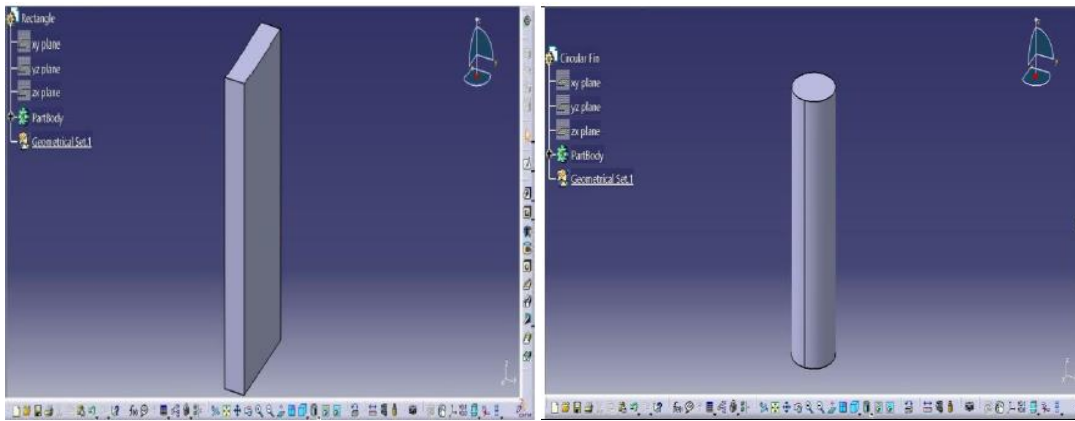 Rectangle
xy plane
yz plane
zx plane
PartBody
Geometrical Set.1
Circular Fin
xy plane
yz plane
zx plane
PartBody
Geometrical Set.1